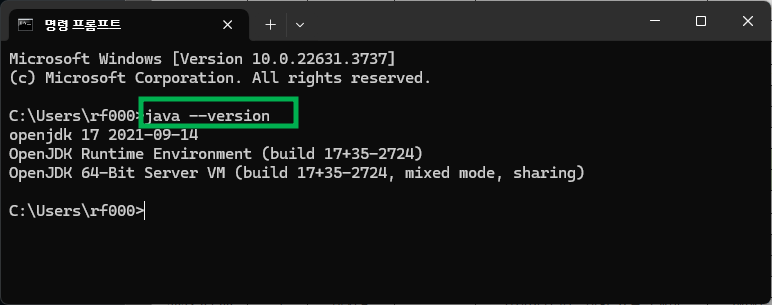 명령 프롬프트
Microsoft Windows [Version 10.0.22631.3737]
(c) Microsoft Corporation. All rights reserved.
C:\Users\rf000>java --version
openjdk 17 2021-09-14
OpenJDK Runtime Environment (build 17+35-2724)
OpenJDK 64-Bit Server VM (build 17+35-2724, mixed mode, sharing)
C:\Users\rf000>